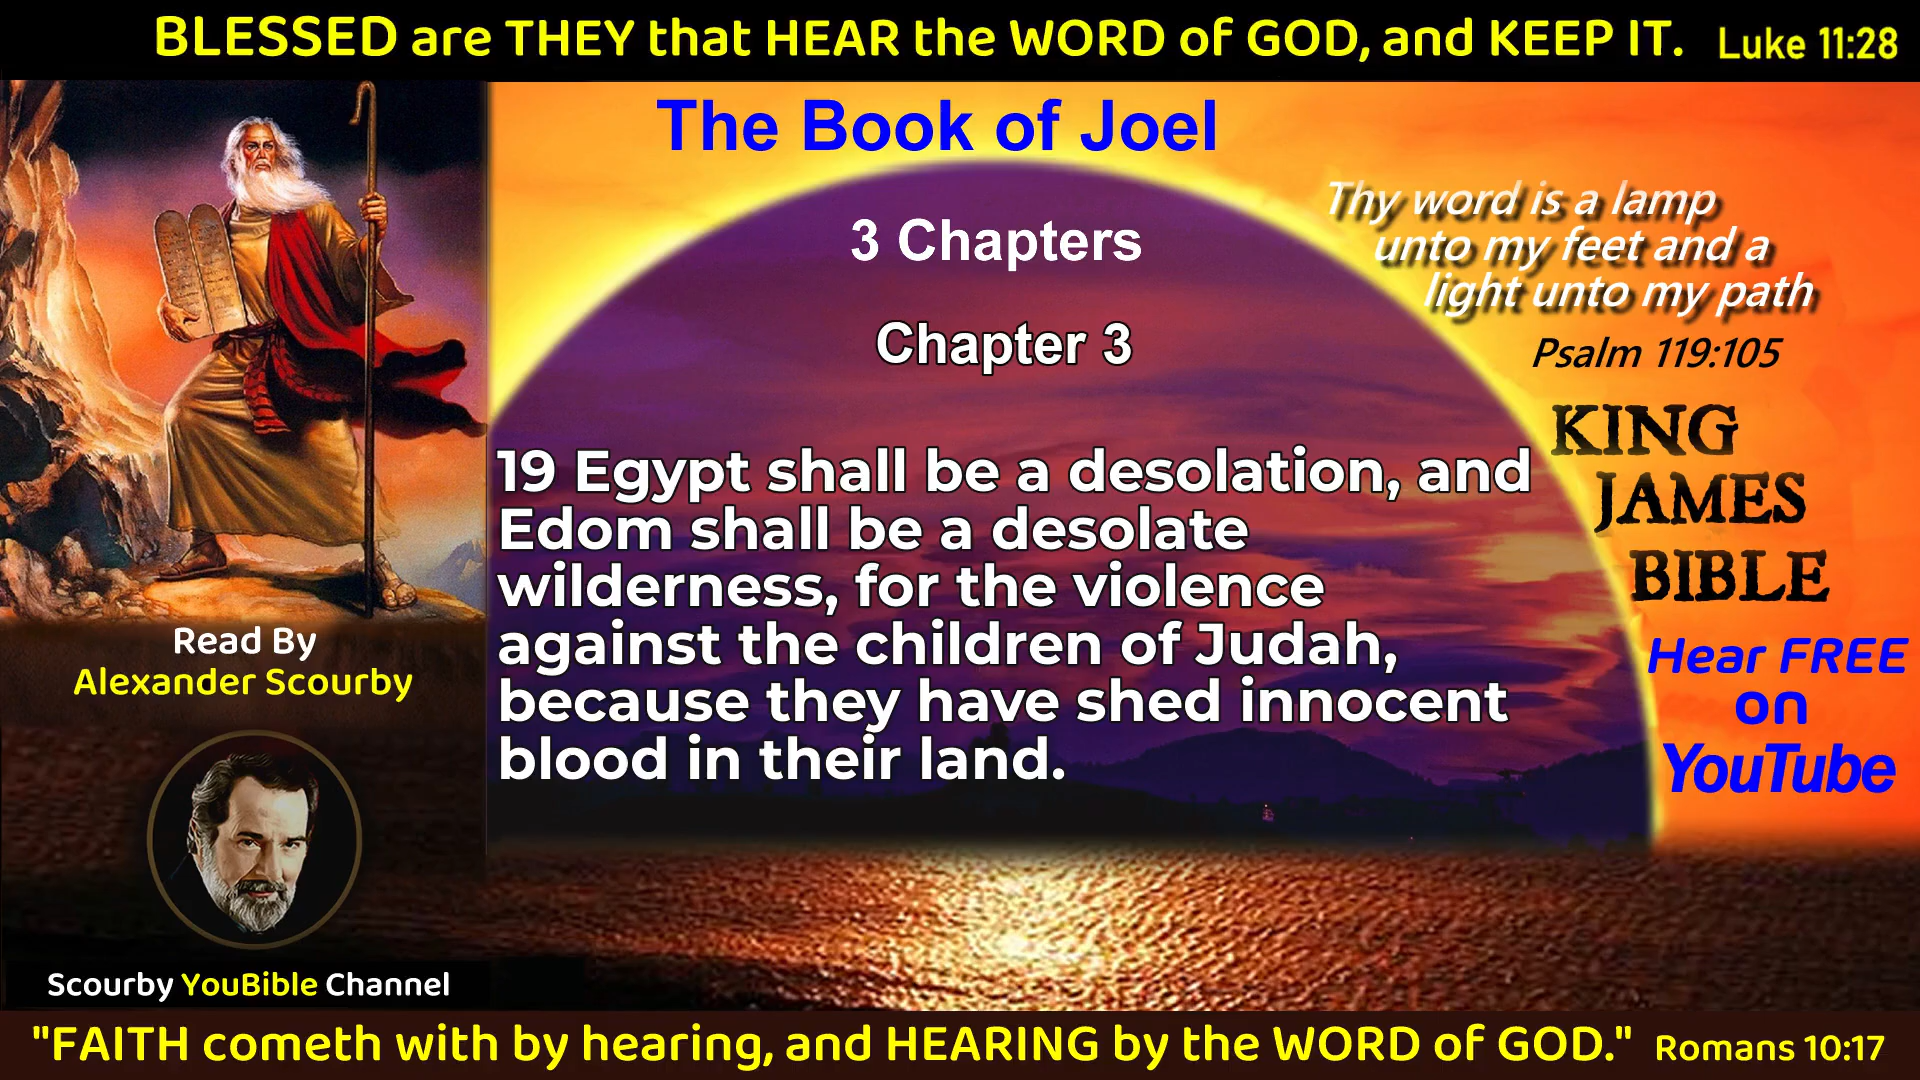 BLESSED are THEY that HEAR the WORD of GOD, and KEEP IT. Luke 11:28
The Book of Joel
3 Chapters
Chapter 3
19 Egypt shall be a desolation, and
Edom shall be a desolate
wilderness, for the violence
against the children of Judah,
because they have shed innocent
blood in their land.
Thy word is a lamp
unto my feet and a
light unto my path
Psalm 119:105
KING
JAMES
BIBLE
Hear FREE
on
YouTube
Read By
Alexander Scourby
Scourby YouBible Channel
"FAITH cometh with by hearing, and HEARING by the WORD of GOD." Romans 10:17